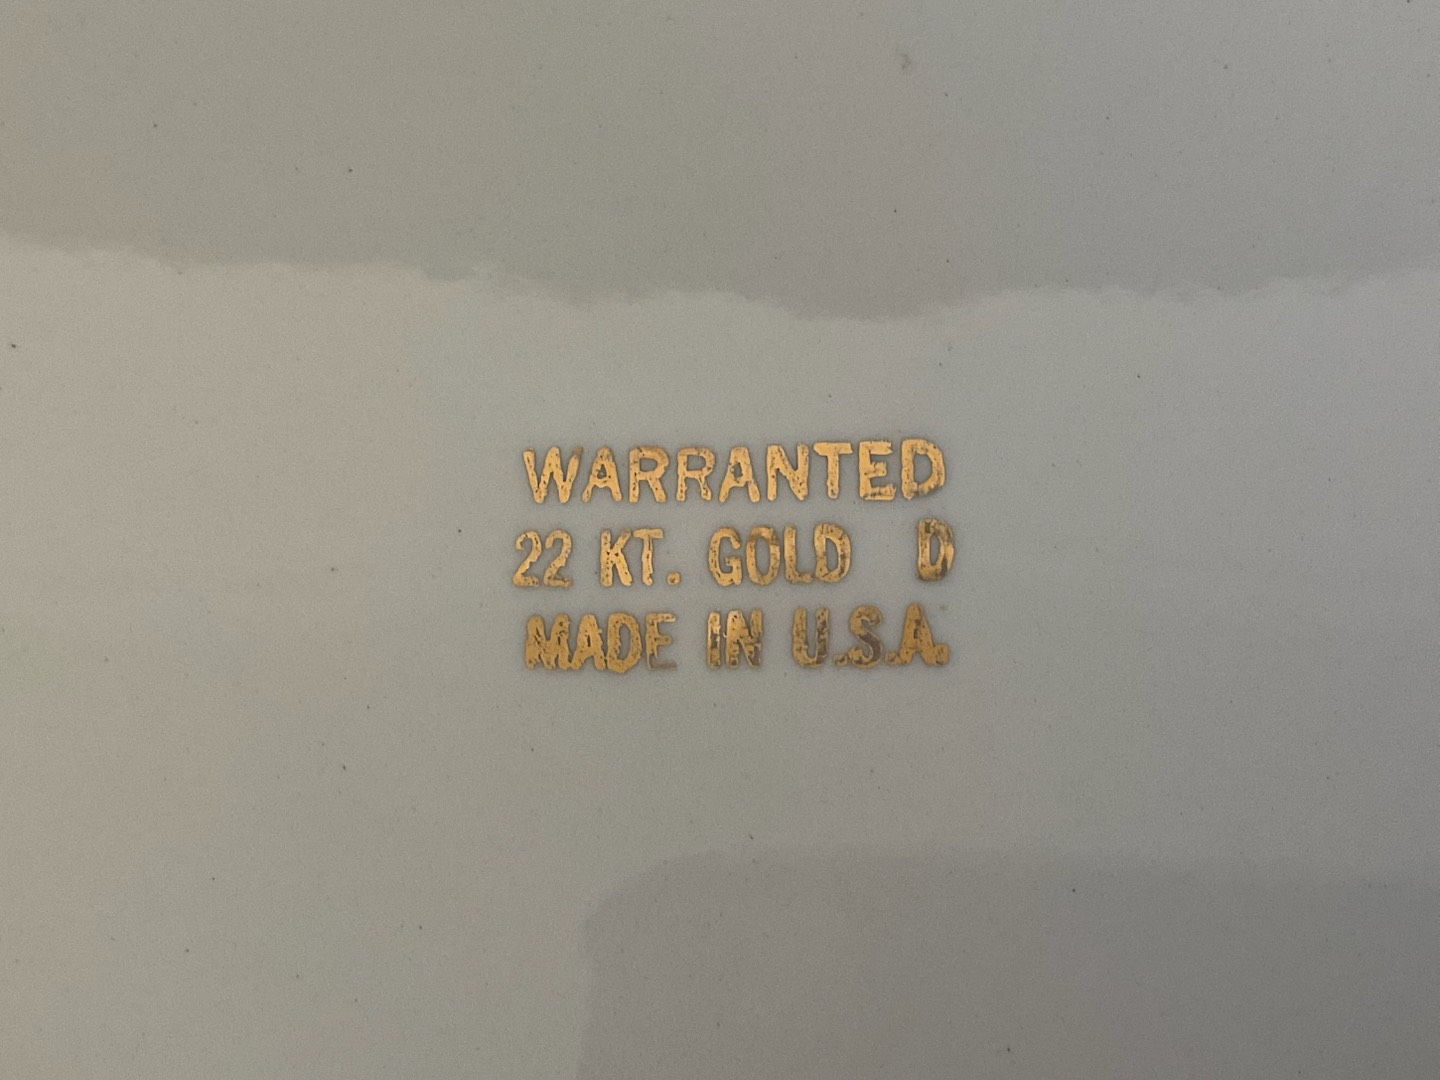 WARRANTED
22 KT. GOLD D
MADE IN U.S.A.